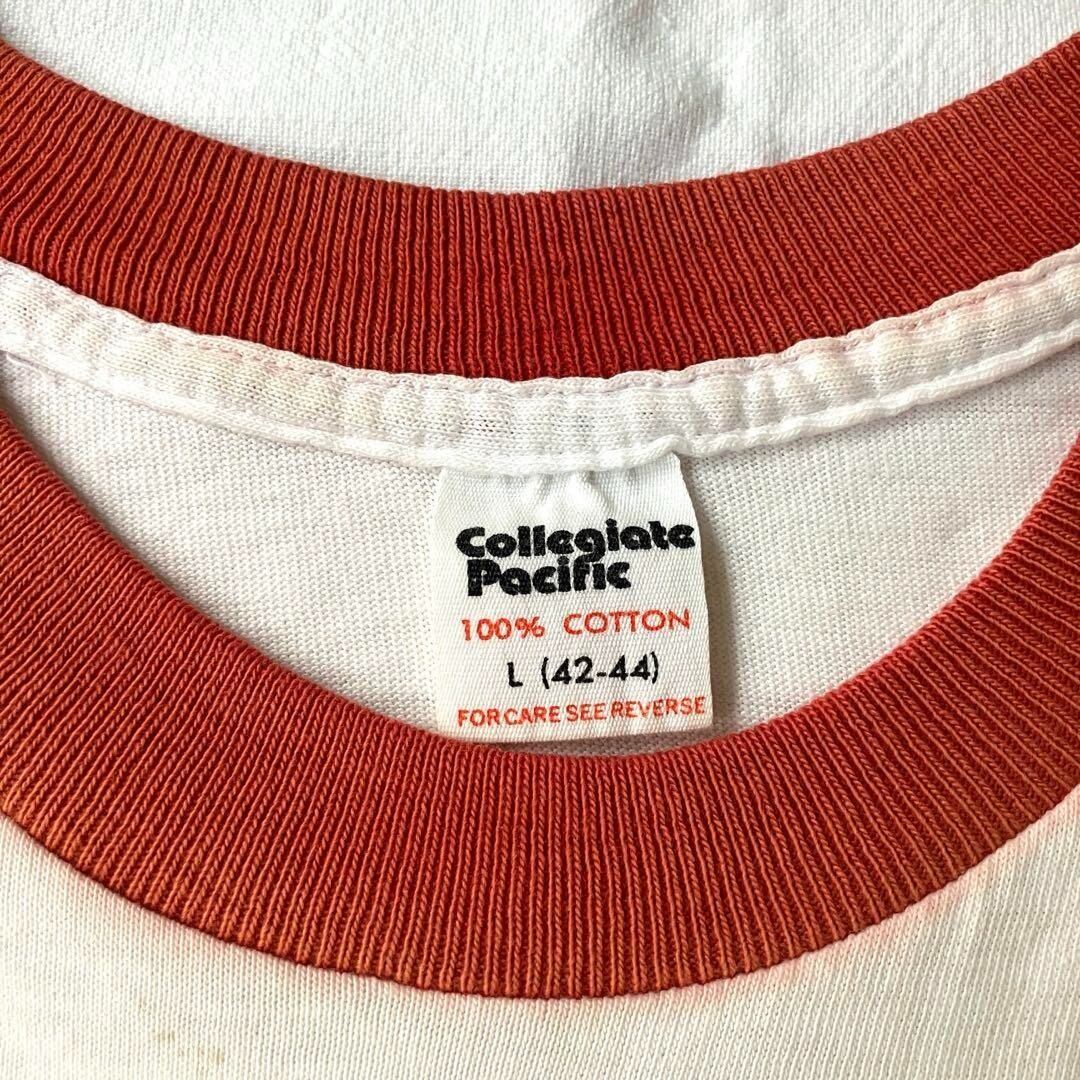 Collegiate
Pacific
100% COTTON
L (42-44)
FOR CARE SEE REVERSE